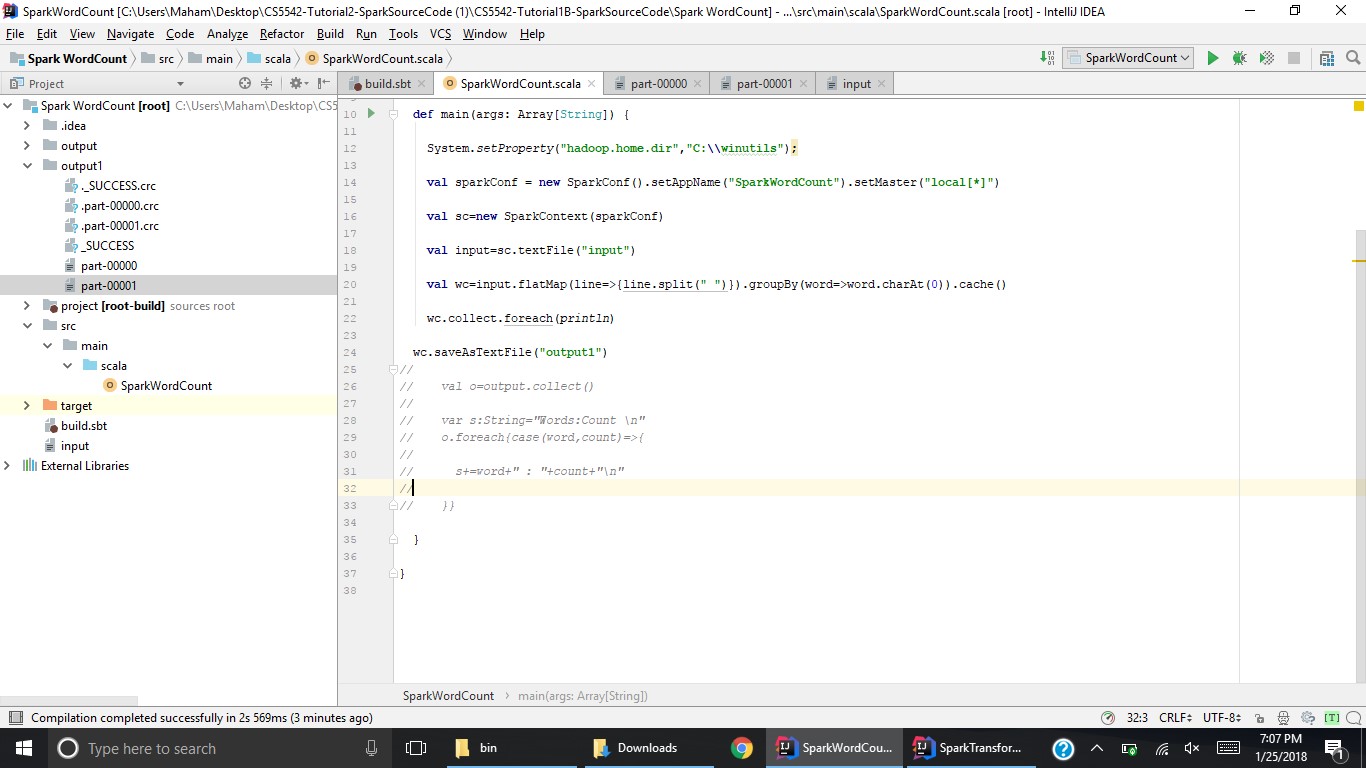 SparkWordCount [C:\Users\Maham\Desktop\CS5542-Tutorial2-SparkSourceCode (1)\CS5542-Tutorial1B-SparkSourceCode\Spark WordCount] - ...\src\main\scala\SparkWordCount.scala [root] - IntelliJ IDEA
File Edit View Navigate Code Analyze Refactor Build Run Tools VCS Window Help
Spark WordCount src main scala SparkWordCount.scala SparkWordCount
Project build.sbt SparkWordCount.scala part-00000 part-00001 input
Spark WordCount [root] C:\Users\Maham\Desktop\CS5
.idea
output
output1
._SUCCESS.crc
.part-00000.crc
.part-00001.crc
_SUCCESS
part-00000
part-00001
project [root-build] sources root
src
main
scala
SparkWordCount
target
build.sbt
input
External Libraries
10 def main(args: Array[String]) {
11
12 System.setProperty("hadoop.home.dir","C:\\winutils");
13
14 val sparkConf = new SparkConf().setAppName("SparkWordCount").setMaster("local[*]")
15
16 val sc=new SparkContext(sparkConf)
17
18 val input=sc.textFile("input")
19
20 val wc=input.flatMap(line=>{line.split(" ")}).groupBy(word=>word.charAt(0)).cache()
21
22 wc.collect.foreach(println)
23
24 wc.saveAsTextFile("output1")
25 //
26 // val o=output.collect()
27 //
28 // var s:String="Words:Count \n"
29 // o.foreach{case(word,count)=>{
30 //
31 // s+=word+" : "+count+"\n"
32 //
33 // }}
34
35 }
36
37 }
38
SparkWordCount main(args: Array[String])
Compilation completed successfully in 2s 569ms (3 minutes ago) 32:3 CRLF UTF-8 [T]
Type here to search bin Downloads SparkWordCou... SparkTransfor... 7:07 PM
1/25/2018 1